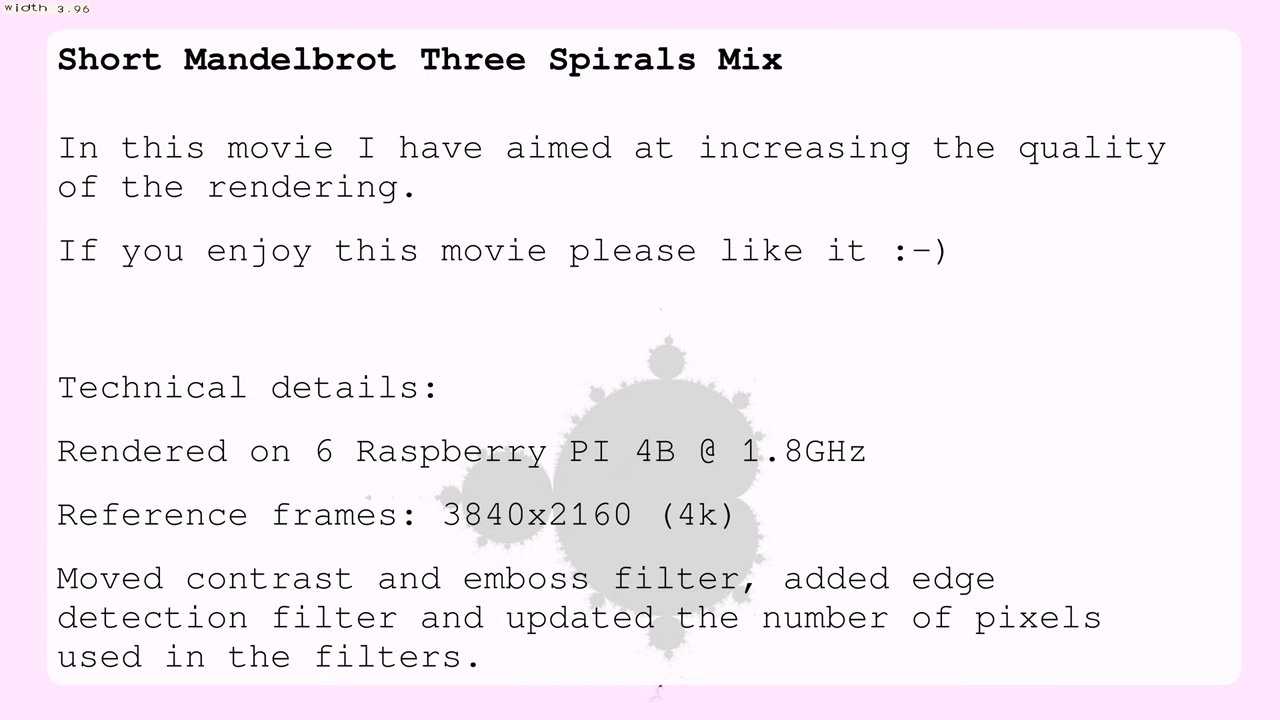 width 3.96
Short Mandelbrot Three Spirals Mix
In this movie I have aimed at increasing the quality
of the rendering.
If you enjoy this movie please like it :-)
Technical details:
Rendered on 6 Raspberry PI 4B @ 1.8GHz
Reference frames: 3840x2160 (4k)
Moved contrast and emboss filter, added edge
detection filter and updated the number of pixels
used in the filters.